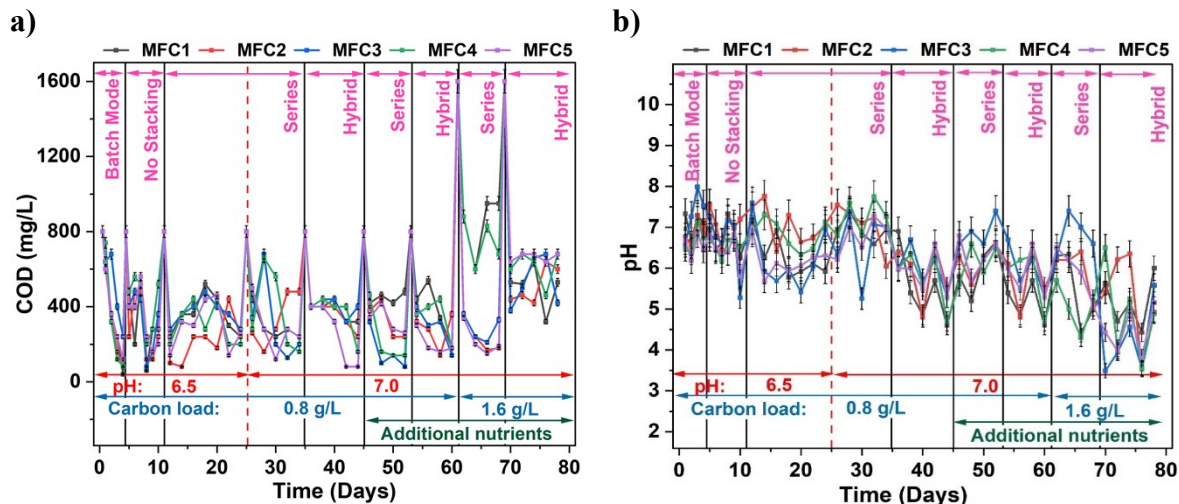 a)
MFC1 MFC2 MFC3 MFC4 MFC5
1600
1200
800
400
0
COD (mg/L)
Batch Mode
No Stacking
Series
Hybrid
Series
Hybrid
Series
Hybrid
pH: 6.5 7.0
Carbon load: 0.8 g/L 1.6 g/L
Additional nutrients
0 10 20 30 40 50 60 70 80
Time (Days)
b)
MFC1 MFC2 MFC3 MFC4 MFC5
10
9
8
7
6
5
4
3
2
pH
Batch Mode
No Stacking
Series
Hybrid
Series
Hybrid
Series
Hybrid
pH: 6.5 7.0
Carbon load: 0.8 g/L 1.6 g/L
Additional nutrients
0 10 20 30 40 50 60 70 80
Time (Days)